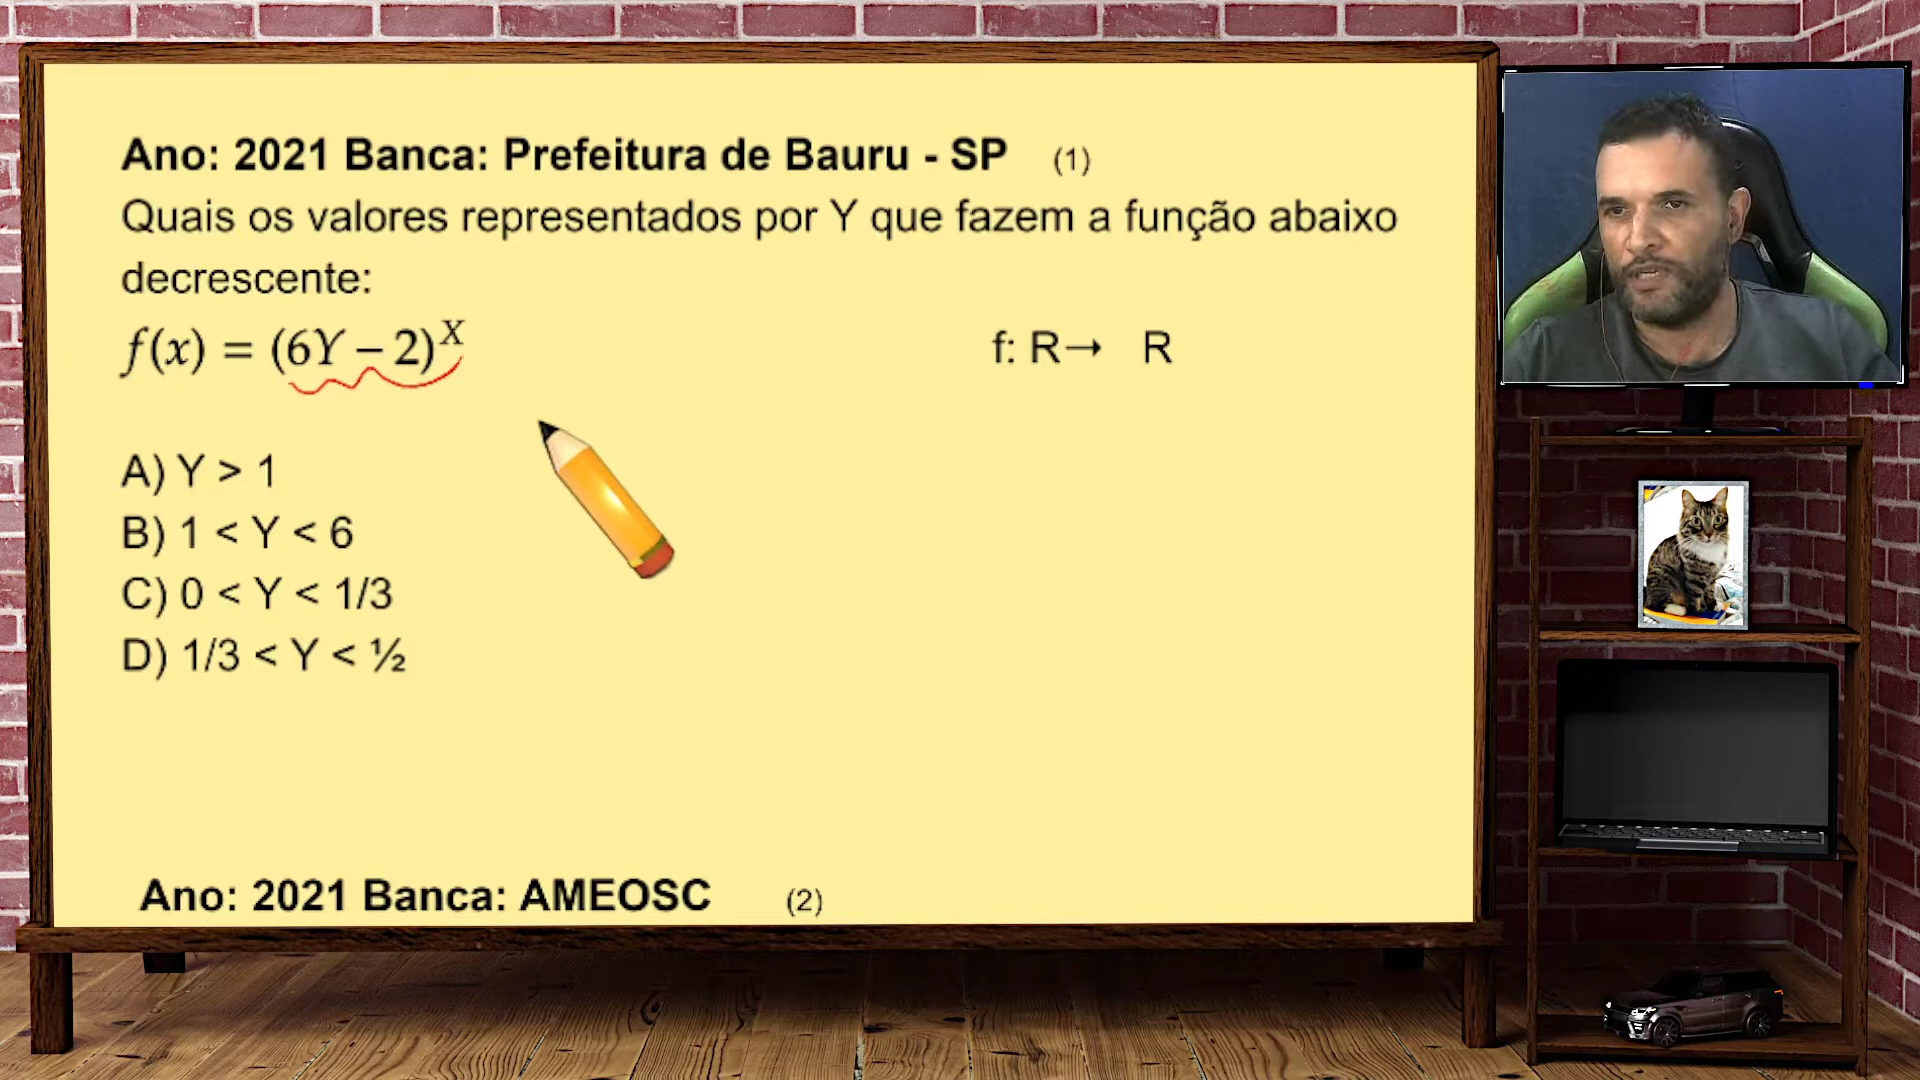 Ano: 2021 Banca: Prefeitura de Bauru - SP (1)
Quais os valores representados por Y que fazem a função abaixo
decrescente:
f(x) = (6Y − 2)^X f: R→ R
A) Y > 1
B) 1 < Y < 6
C) 0 < Y < 1/3
D) 1/3 < Y < ½
Ano: 2021 Banca: AMEOSC (2)